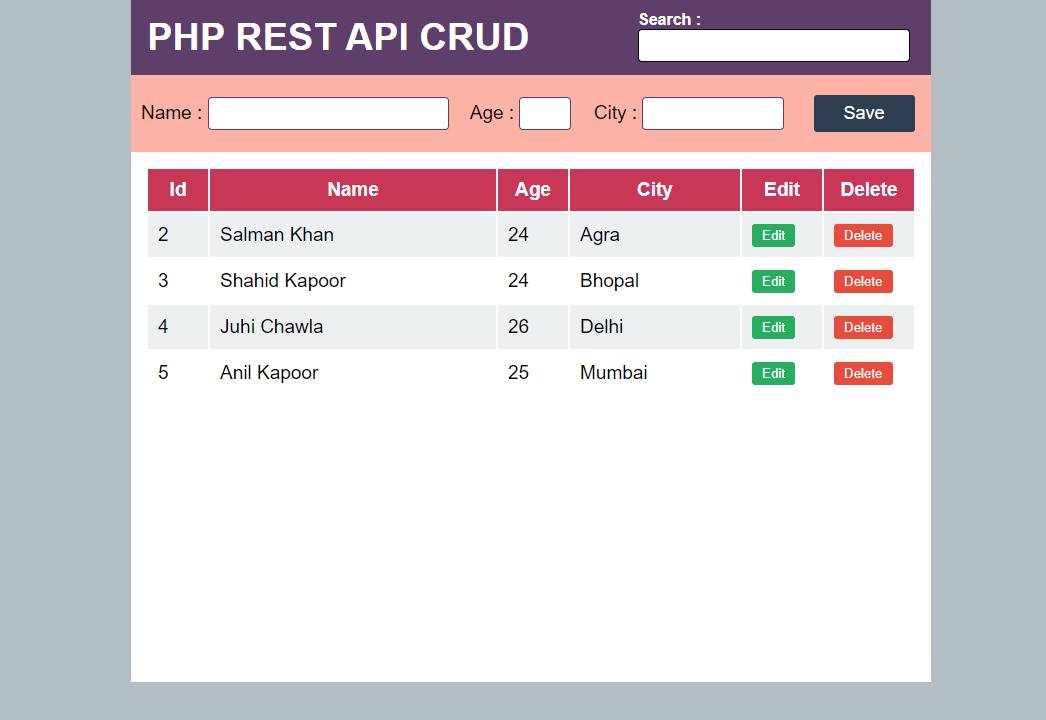 PHP REST API CRUD
Search :
Name : Age : City : Save
Id Name Age City Edit Delete
2 Salman Khan 24 Agra Edit Delete
3 Shahid Kapoor 24 Bhopal Edit Delete
4 Juhi Chawla 26 Delhi Edit Delete
5 Anil Kapoor 25 Mumbai Edit Delete